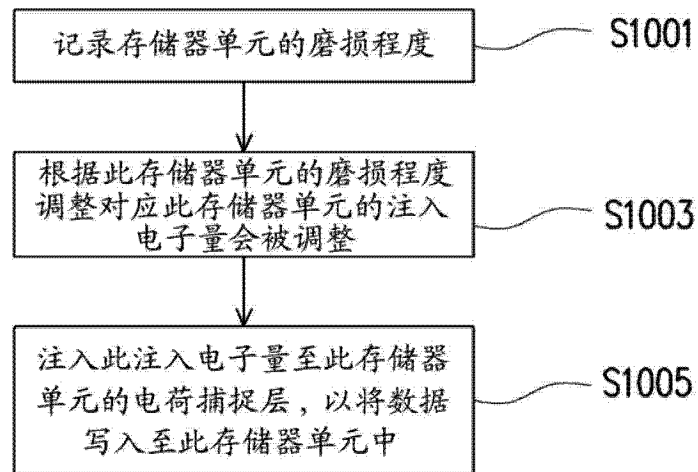 记录存储器单元的磨损程度
S1001
根据此存储器单元的磨损程度
调整对应此存储器单元的注入
电子量会被调整
S1003
注入此注入电子量至此存储器
单元的电荷捕捉层，以将数据
写入至此存储器单元中
S1005